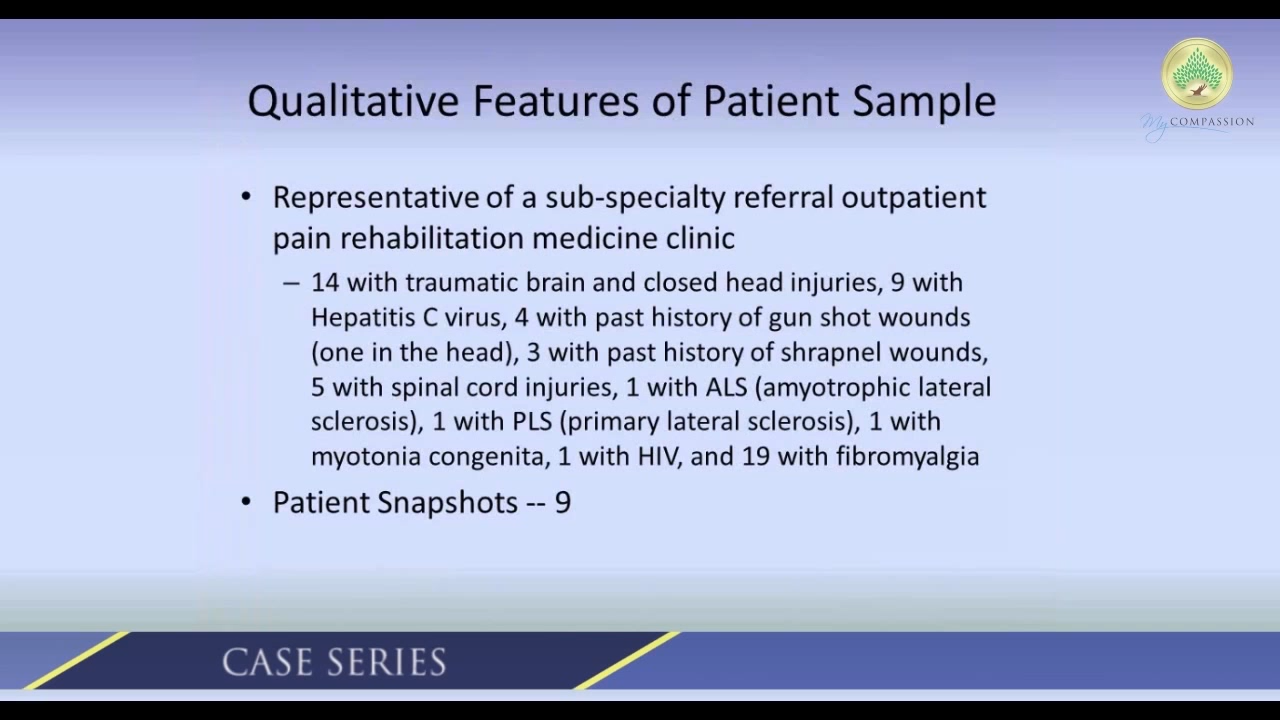 Qualitative Features of Patient Sample
My COMPASSION
• Representative of a sub-specialty referral outpatient
pain rehabilitation medicine clinic
– 14 with traumatic brain and closed head injuries, 9 with
Hepatitis C virus, 4 with past history of gun shot wounds
(one in the head), 3 with past history of shrapnel wounds,
5 with spinal cord injuries, 1 with ALS (amyotrophic lateral
sclerosis), 1 with PLS (primary lateral sclerosis), 1 with
myotonia congenita, 1 with HIV, and 19 with fibromyalgia
• Patient Snapshots -- 9
CASE SERIES